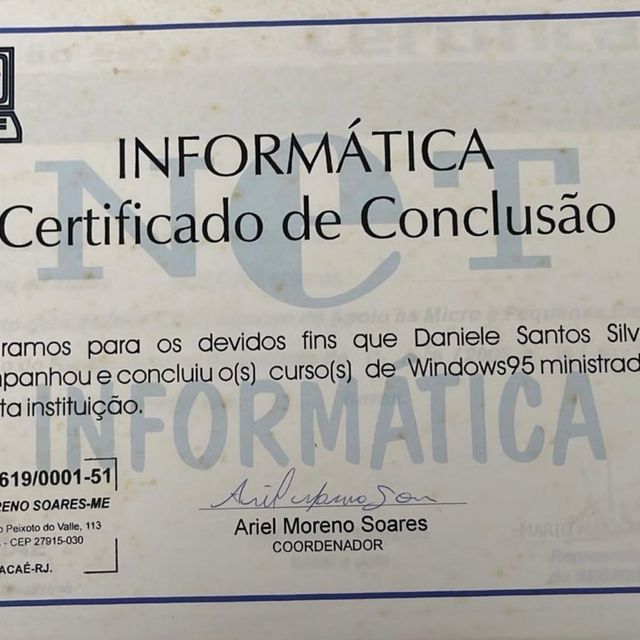 INFORMÁTICA
Certificado de Conclusão
NCT
ramos para os devidos fins que Daniele Santos Silv
mpanhou e concluiu o(s) curso(s) de Windows95 ministrad
ta instituição.
INFORMÁTICA
619/0001-51
RENO SOARES-ME
o Peixoto do Valle, 113
- CEP 27915-030
ACAÉ-RJ.
Ariel Moreno Soares
COORDENADOR